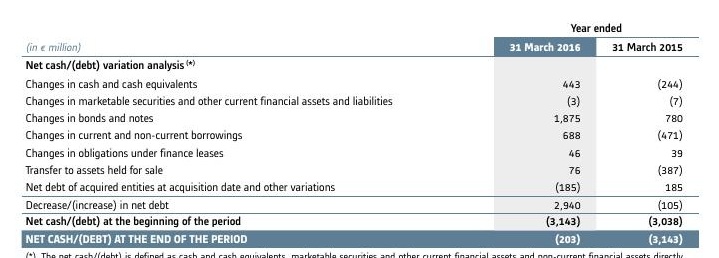 Year ended
(in € million) 31 March 2016 31 March 2015
Net cash/(debt) variation analysis (*)
Changes in cash and cash equivalents 443 (244)
Changes in marketable securities and other current financial assets and liabilities (3) (7)
Changes in bonds and notes 1,875 780
Changes in current and non-current borrowings 688 (471)
Changes in obligations under finance leases 46 39
Transfer to assets held for sale 76 (387)
Net debt of acquired entities at acquisition date and other variations (185) 185
Decrease/(increase) in net debt 2,940 (105)
Net cash/(debt) at the beginning of the period (3,143) (3,038)
NET CASH/(DEBT) AT THE END OF THE PERIOD (203) (3,143)
(*) The net cash/(debt) is defined as cash and cash equivalents, marketable securities and other current financial assets and non-current financial assets directly